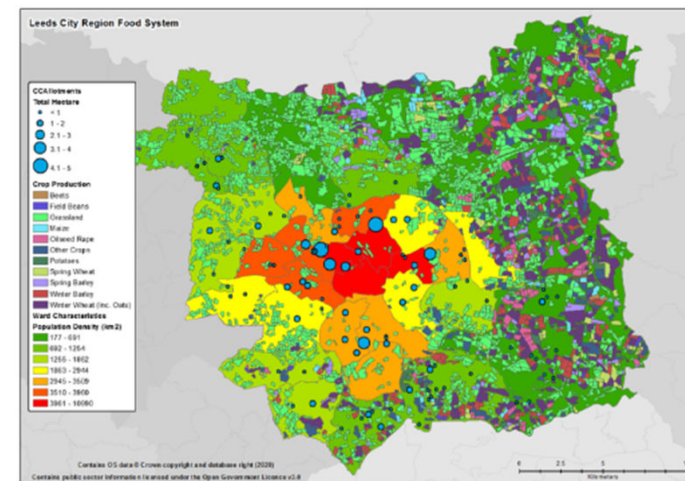 Leeds City Region Food System
CCAllotments
Total Hectare
< 1
1 - 2
2.1 - 3
3.1 - 4
4.1 - 5
Crop Production
Beets
Field Beans
Grassland
Maize
Oilseed Rape
Other Crops
Potatoes
Spring Wheat
Spring Barley
Winter Barley
Winter Wheat (Inc. Oats)
Ward Characteristics
Population Density (km2)
177 - 691
692 - 1254
1255 - 1862
1863 - 2944
2945 - 3509
3510 - 3960
3961 - 10090
Contains OS data © Crown copyright and database right (2020)
Contains public sector information licensed under the Open Government Licence v3.0
0 2.5 5
Kilometers